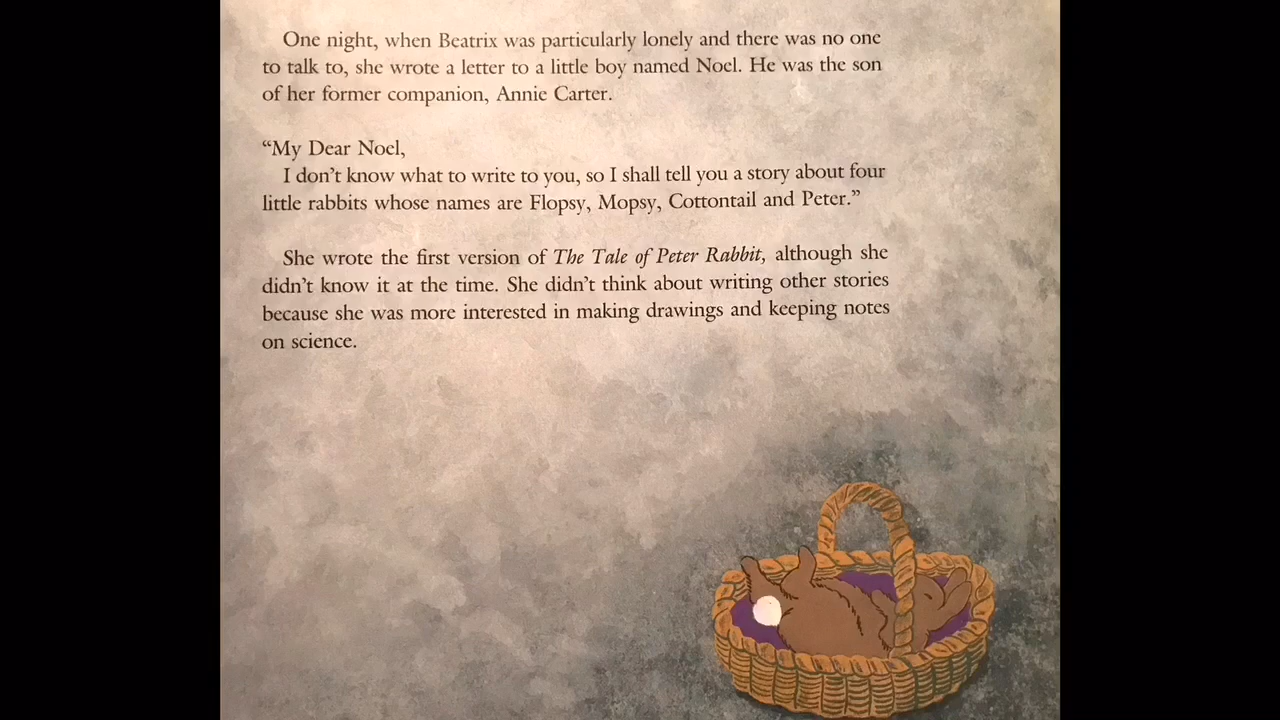 One night, when Beatrix was particularly lonely and there was no one
to talk to, she wrote a letter to a little boy named Noel. He was the son
of her former companion, Annie Carter.
“My Dear Noel,
I don’t know what to write to you, so I shall tell you a story about four
little rabbits whose names are Flopsy, Mopsy, Cottontail and Peter.”
She wrote the first version of The Tale of Peter Rabbit, although she
didn’t know it at the time. She didn’t think about writing other stories
because she was more interested in making drawings and keeping notes
on science.